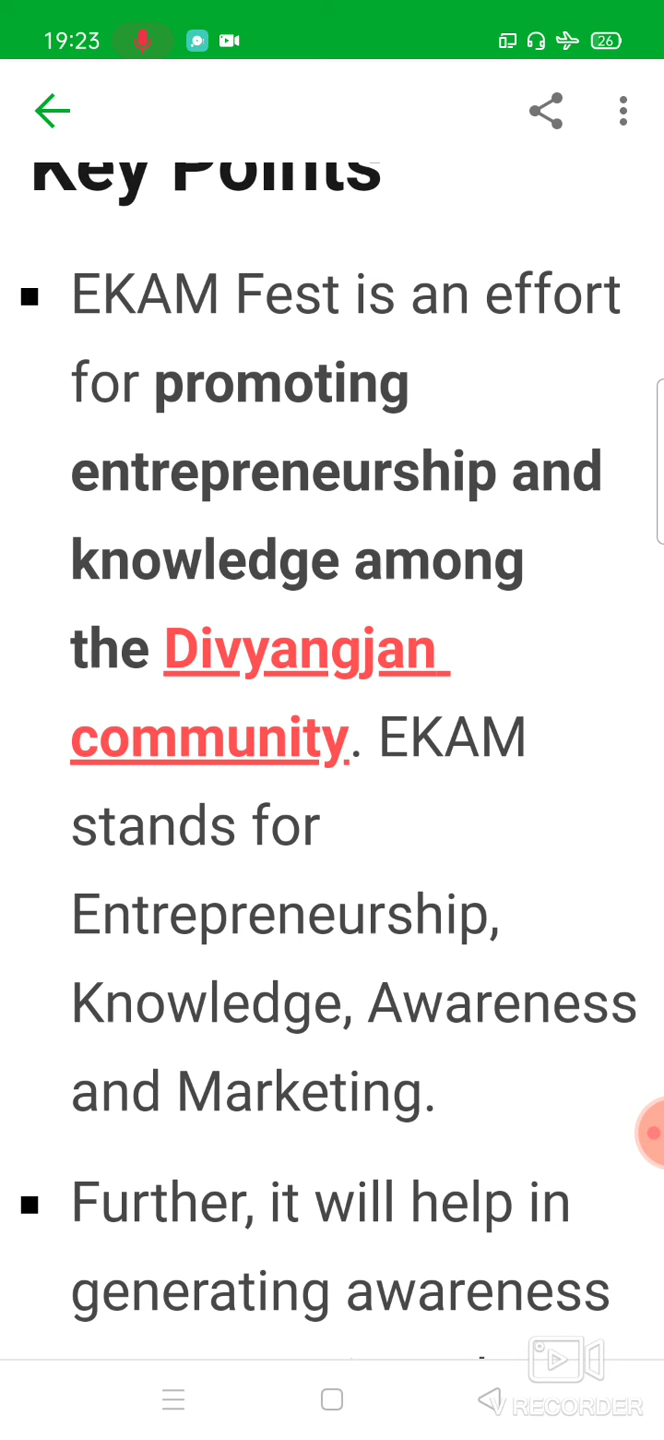 19:23
26
Key Points
EKAM Fest is an effort
for promoting
entrepreneurship and
knowledge among
the Divyangjan
community. EKAM
stands for
Entrepreneurship,
Knowledge, Awareness
and Marketing.
Further, it will help in
generating awareness
V RECORDER